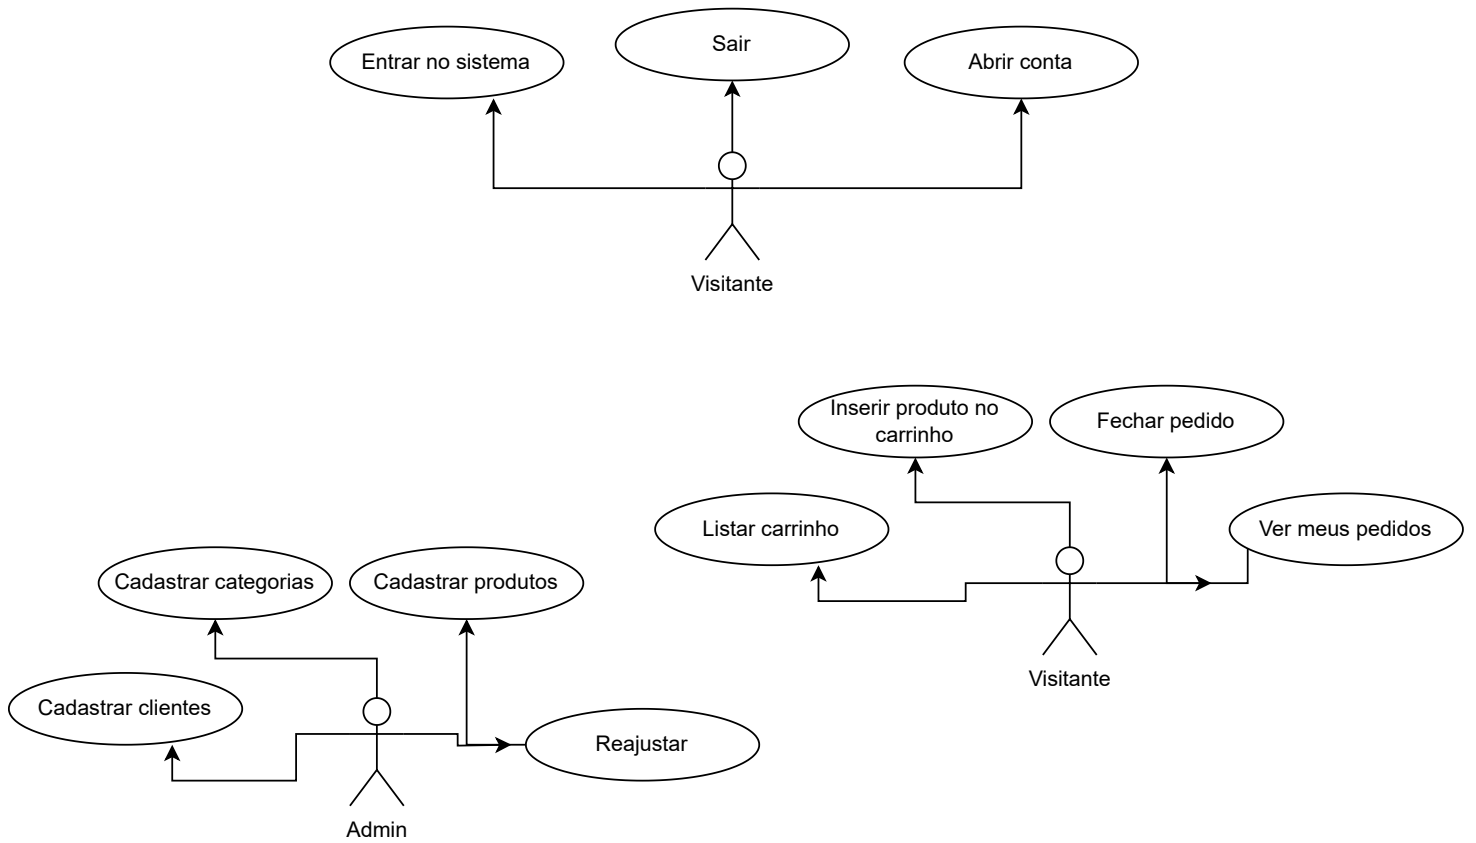 Entrar no sistema
Sair
Abrir conta
Visitante
Inserir produto no
carrinho
Fechar pedido
Listar carrinho
Ver meus pedidos
Visitante
Cadastrar categorias
Cadastrar produtos
Cadastrar clientes
Reajustar
Admin